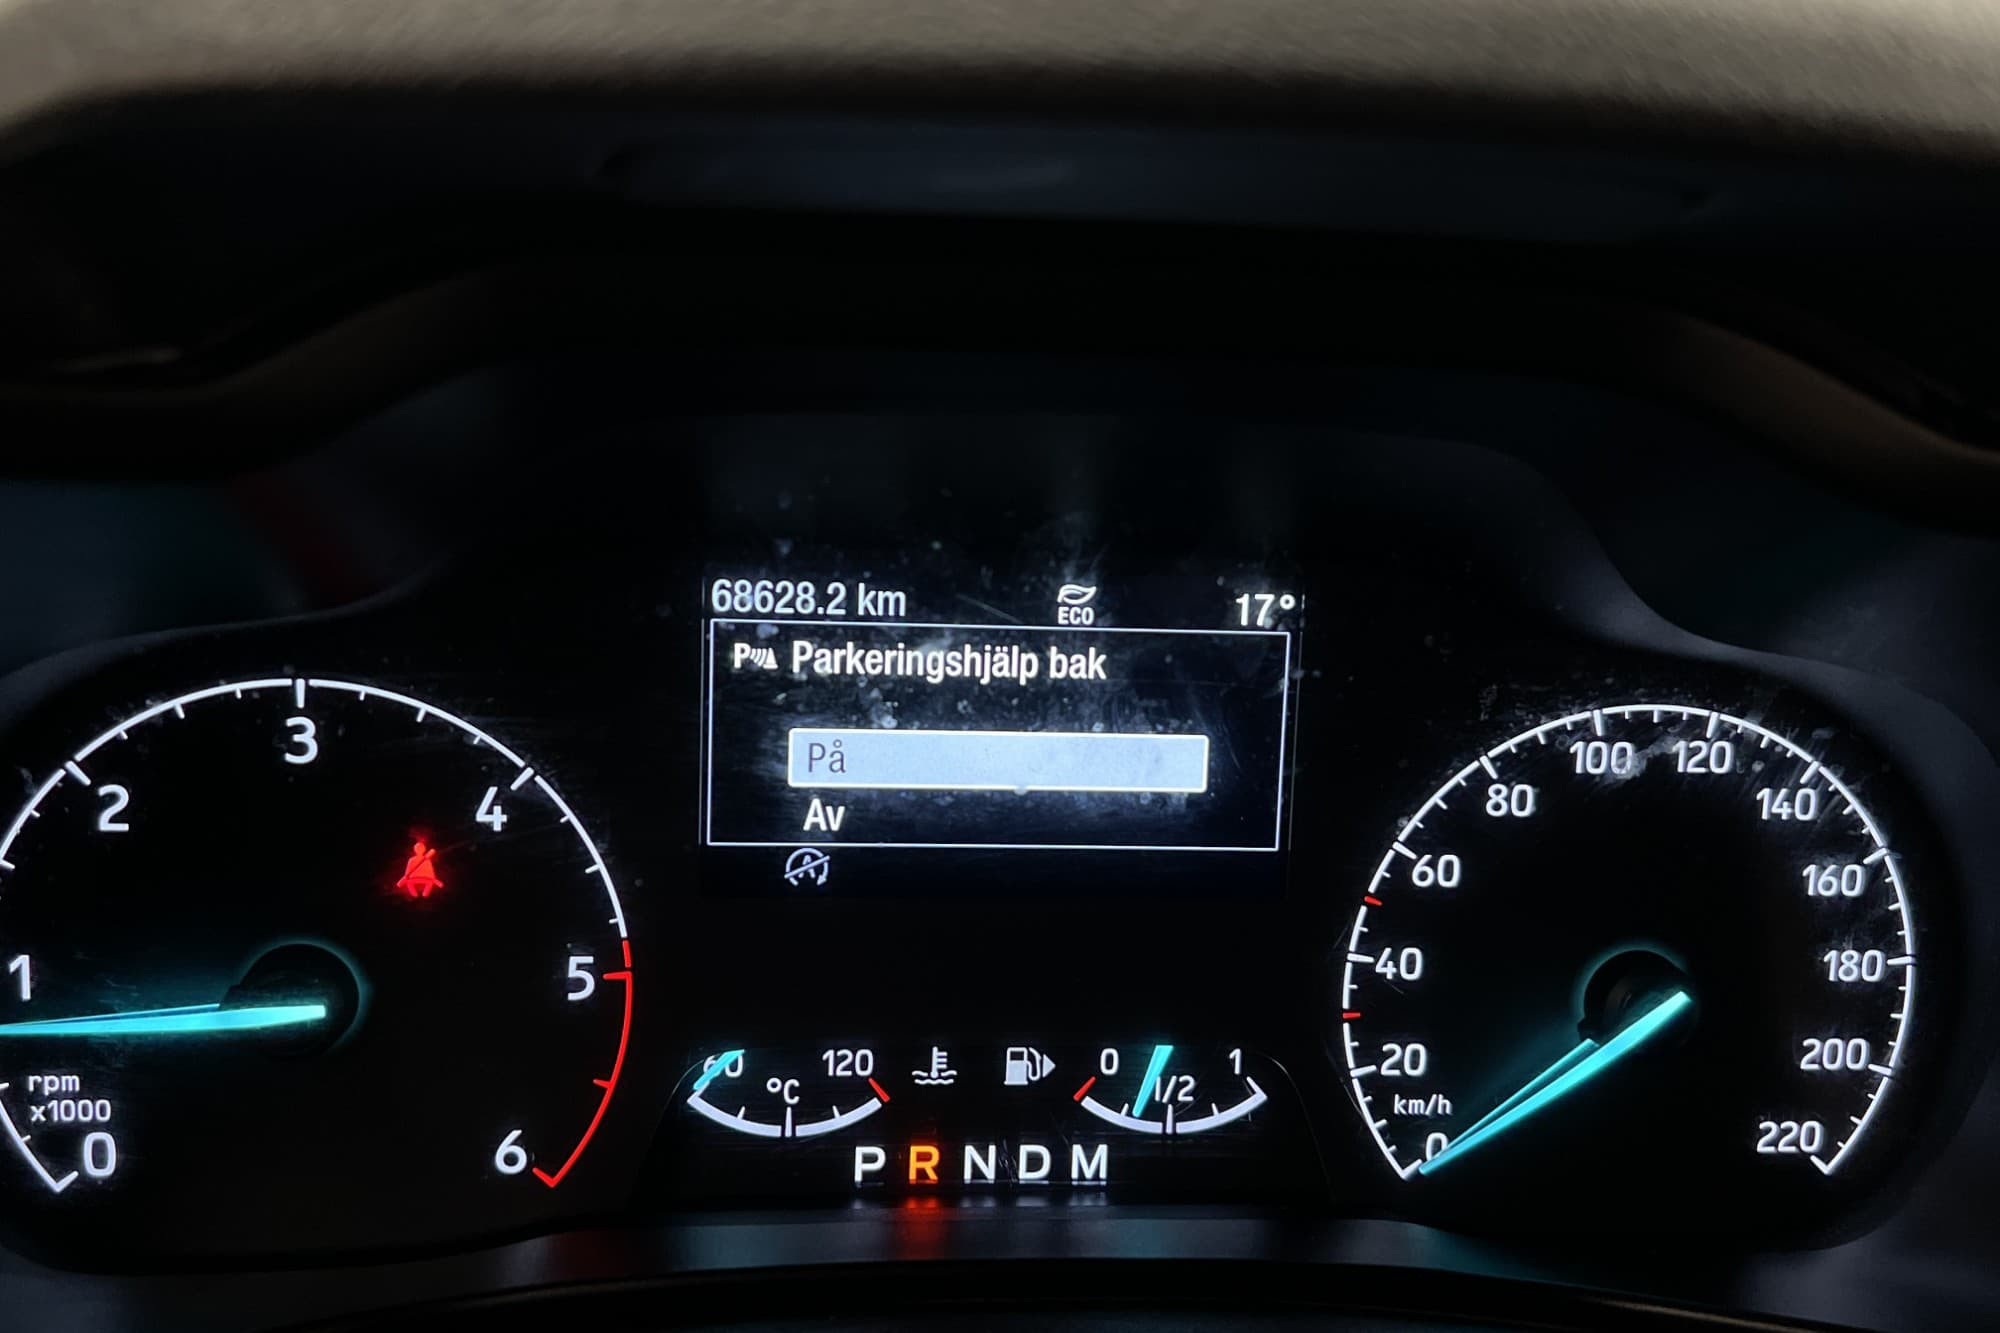 68628.2 km ECO 17°
P Parkeringshjälp bak
På
Av
A
0 1 2 3 4 5 6
rpm
x1000
60 120
°C
0 1/2 1
P R N D M
0 20 40 60 80 100 120 140 160 180 200 220
km/h